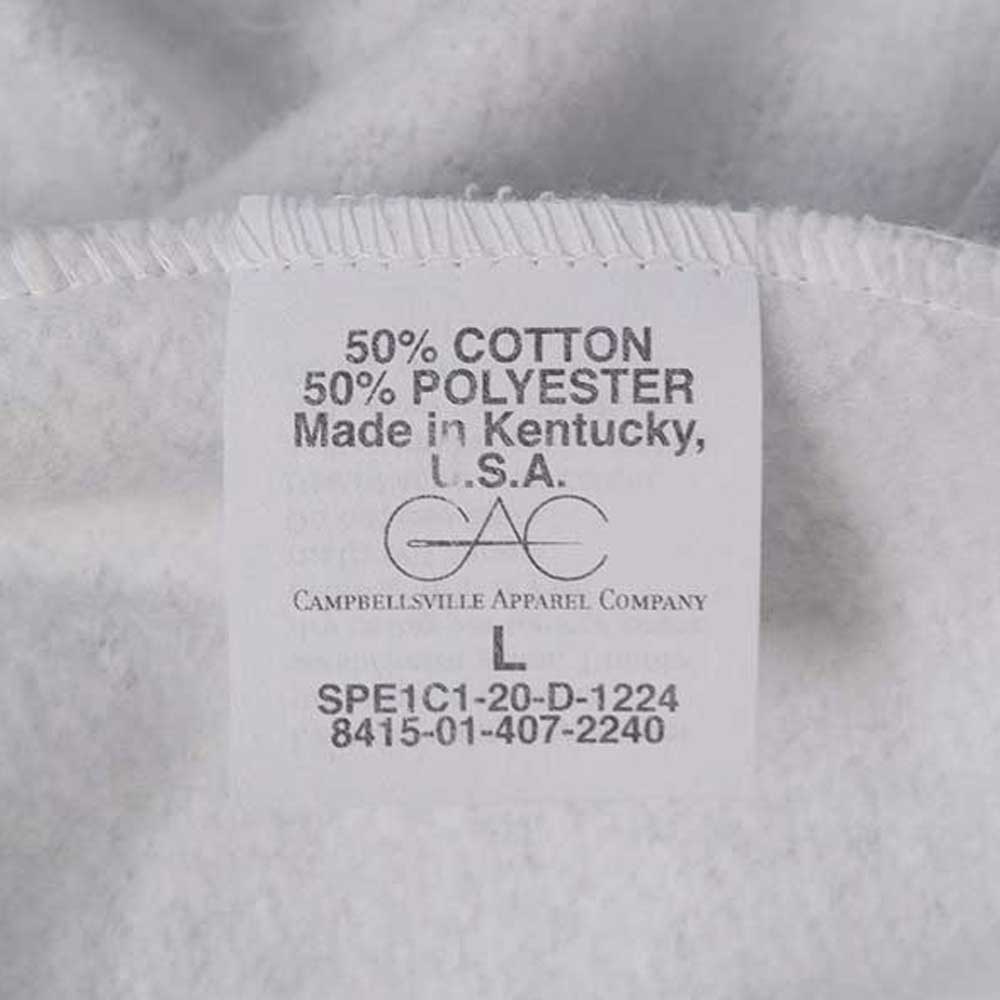 50% COTTON
50% POLYESTER
Made in Kentucky,
U.S.A.
CAC
CAMPBELLSVILLE APPAREL COMPANY
L
SPE1C1-20-D-1224
8415-01-407-2240